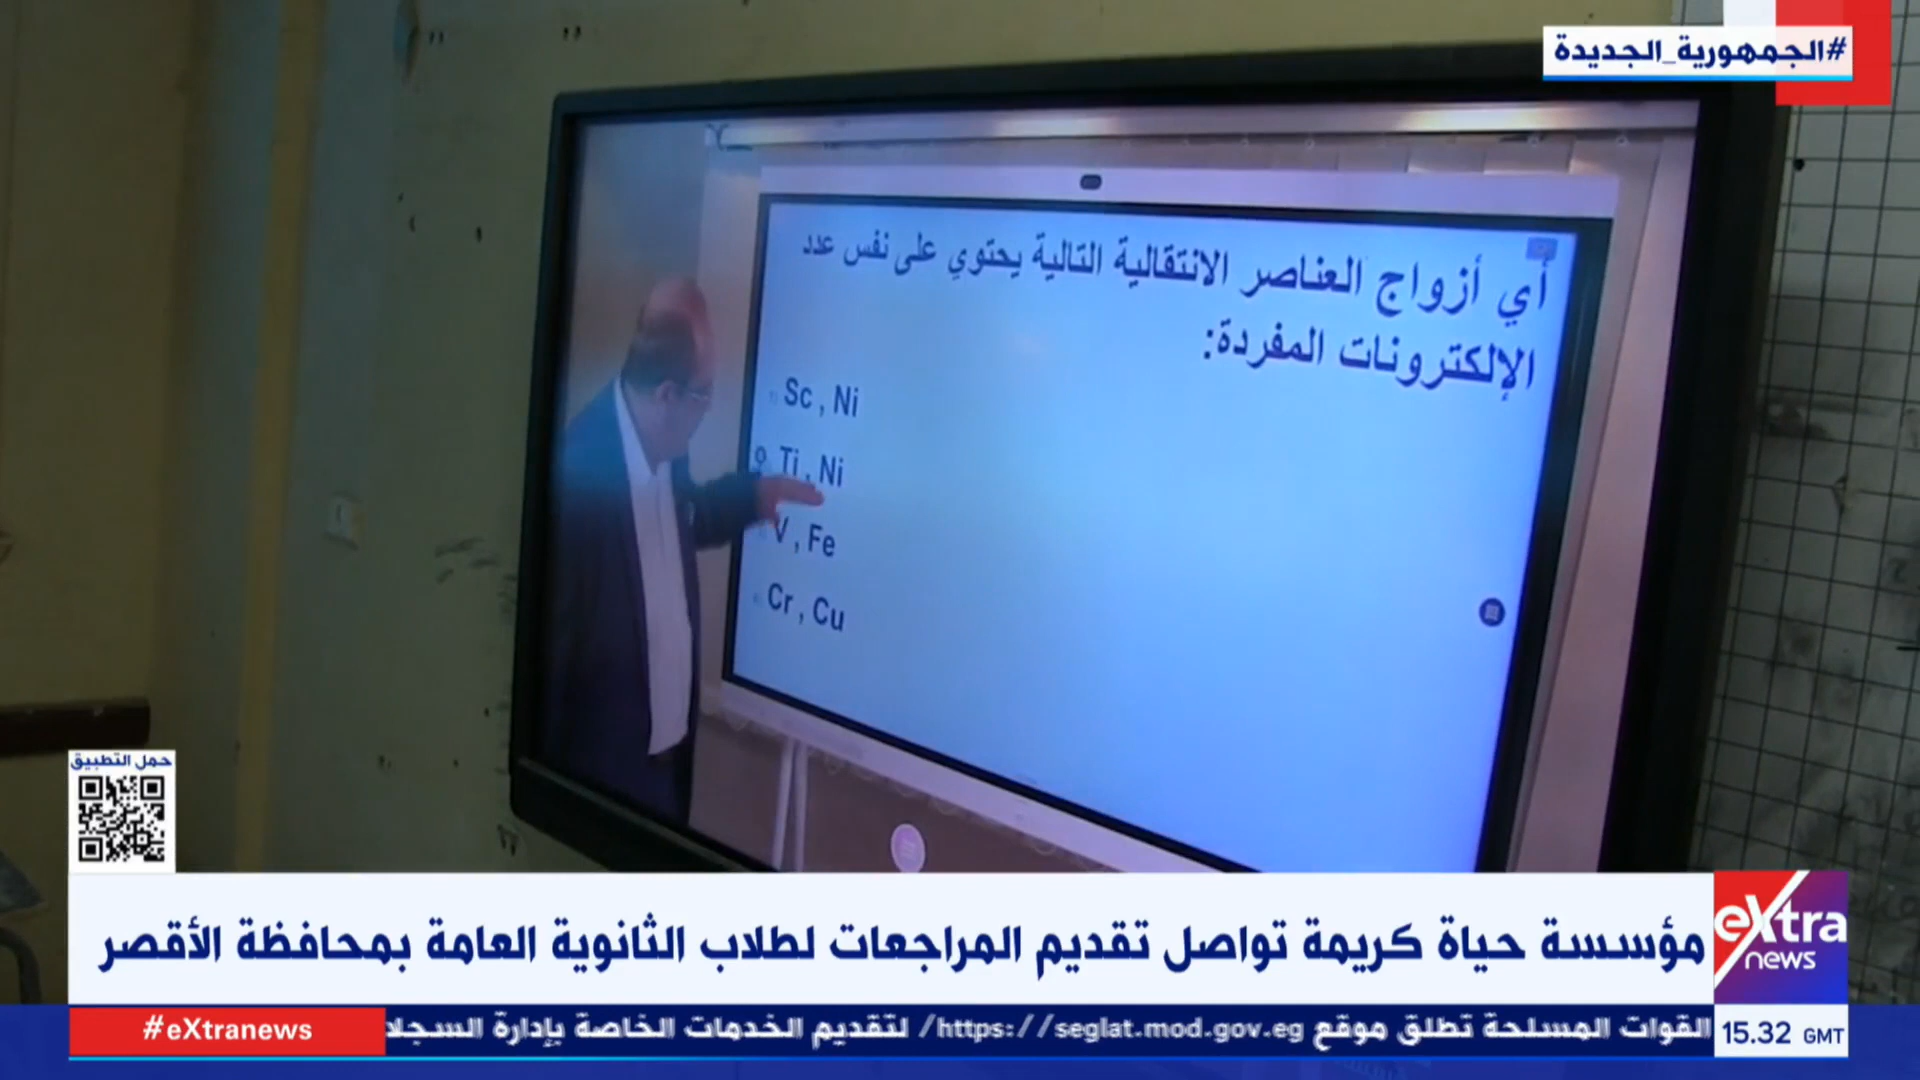 #الجمهورية_الجديدة
أي أزواج العناصر الانتقالية التالية يحتوي على نفس عدد
الإلكترونات المفردة:
Sc , Ni
Ti , Ni
V , Fe
Cr , Cu
حمل التطبيق
مؤسسة حياة كريمة تواصل تقديم المراجعات لطلاب الثانوية العامة بمحافظة الأقصر
eXtra
news
#eXtranews
القوات المسلحة تطلق موقع https://seglat.mod.gov.eg/ لتقديم الخدمات الخاصة بإدارة السجلا
15.32 GMT